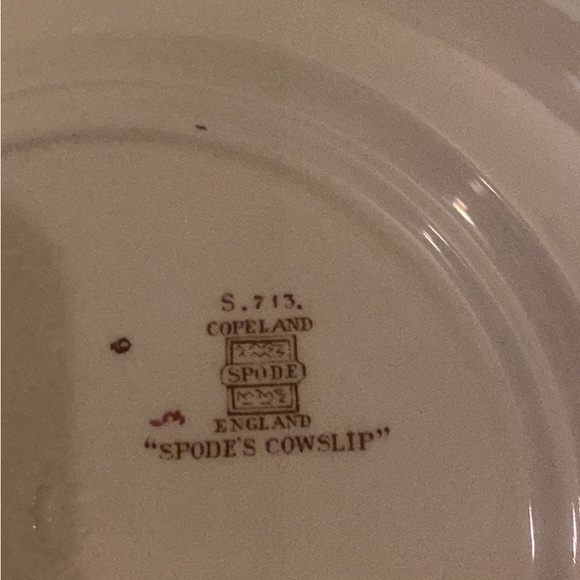 S.713.
COPELAND
SPODE
ENGLAND
"SPODE'S COWSLIP"